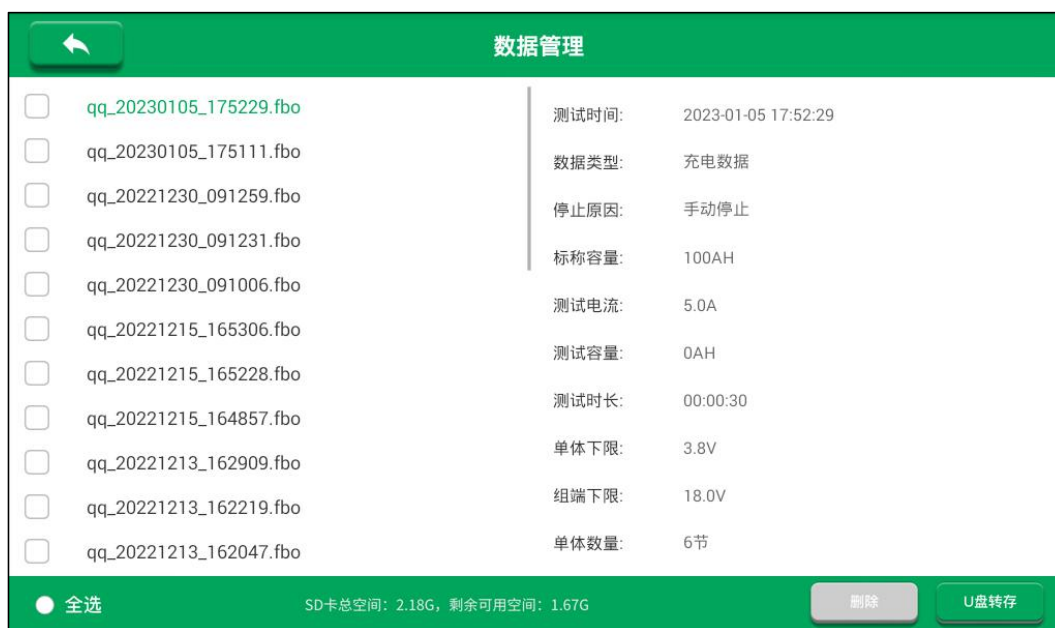 数据管理
qq_20230105_175229.fbo
qq_20230105_175111.fbo
qq_20221230_091259.fbo
qq_20221230_091231.fbo
qq_20221230_091006.fbo
qq_20221215_165306.fbo
qq_20221215_165228.fbo
qq_20221215_164857.fbo
qq_20221213_162909.fbo
qq_20221213_162219.fbo
qq_20221213_162047.fbo
测试时间: 2023-01-05 17:52:29
数据类型: 充电数据
停止原因: 手动停止
标称容量: 100AH
测试电流: 5.0A
测试容量: 0AH
测试时长: 00:00:30
单体下限: 3.8V
组端下限: 18.0V
单体数量: 6节
全选 SD卡总空间：2.18G，剩余可用空间：1.67G 删除 U盘转存